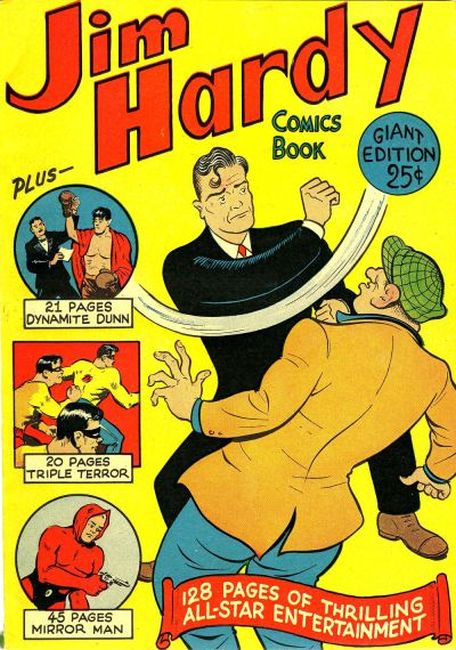 Jim
Hardy
COMICS
BOOK
GIANT
EDITION
25¢
PLUS—
21 PAGES
DYNAMITE DUNN
20 PAGES
TRIPLE TERROR
45 PAGES
MIRROR MAN
128 PAGES OF THRILLING
ALL-STAR ENTERTAINMENT